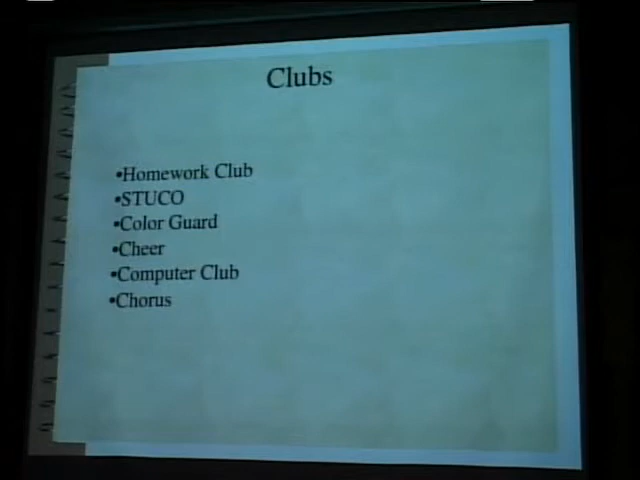 Clubs
•Homework Club
•STUCO
•Color Guard
•Cheer
•Computer Club
•Chorus